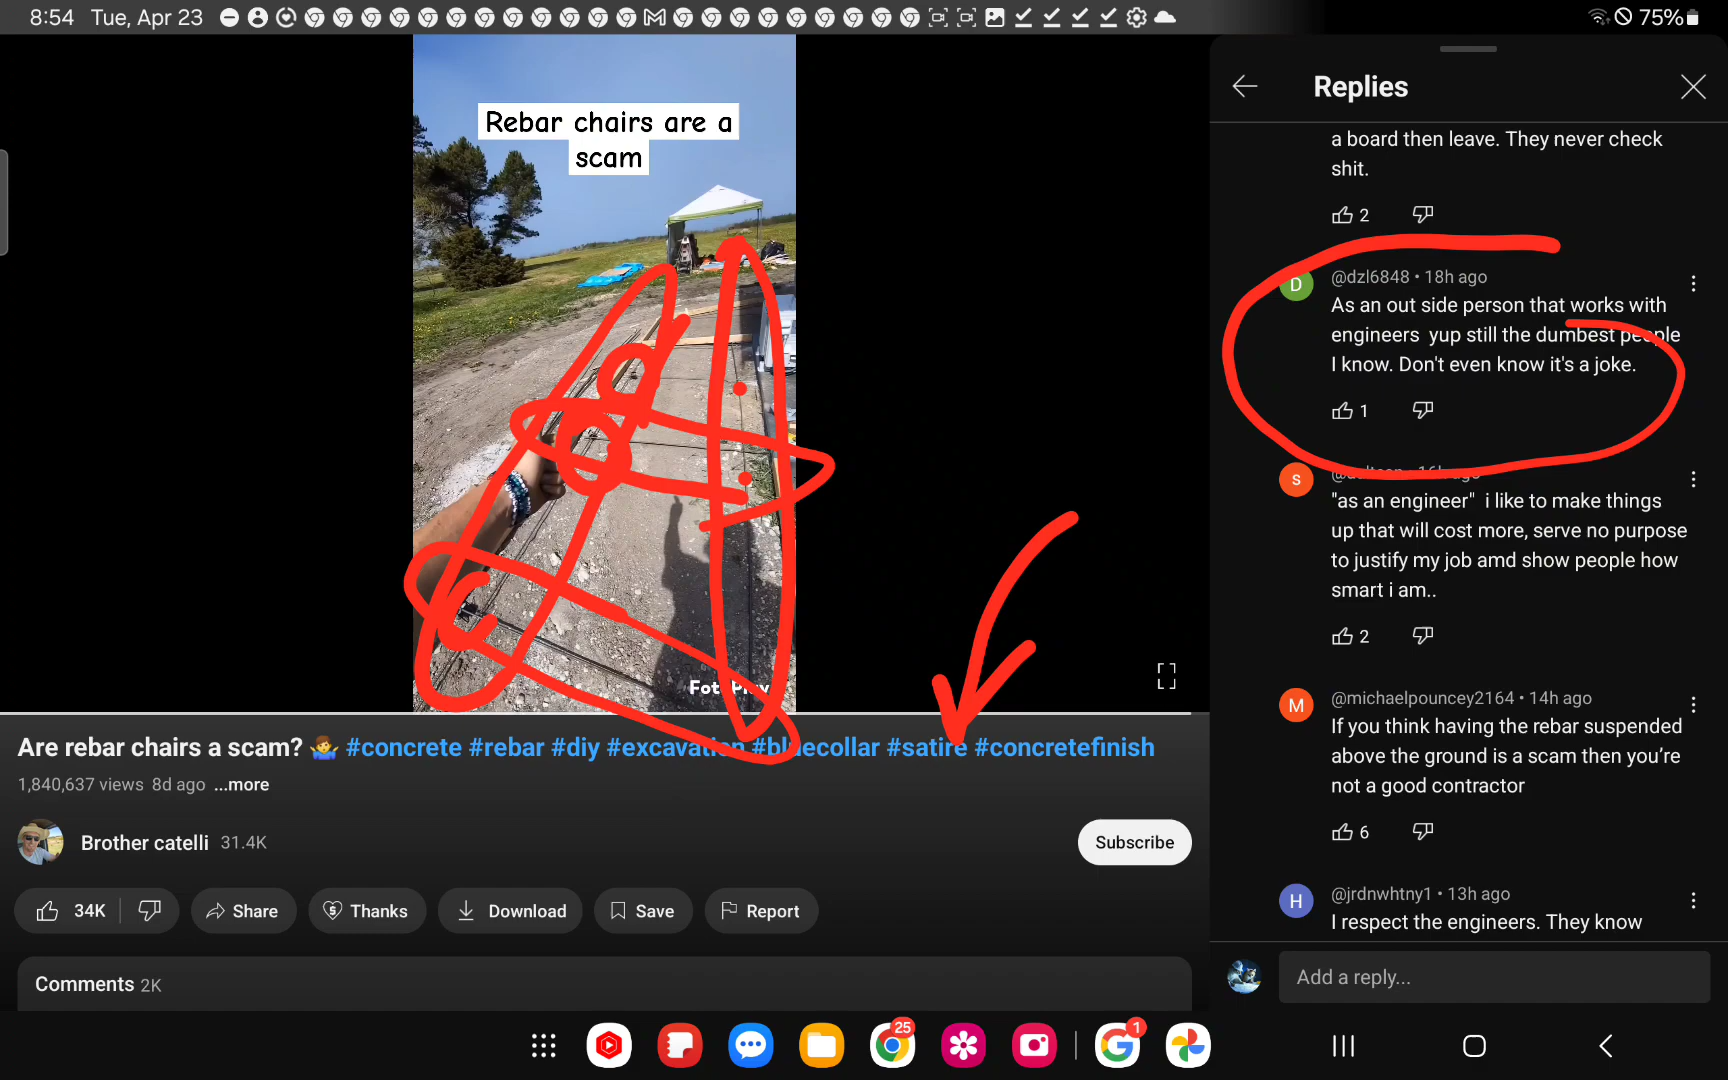 8:54 Tue, Apr 23
75%
Rebar chairs are a
scam
Are rebar chairs a scam? 🤷 #concrete #rebar #diy #excavation #bluecollar #satire #concretefinish
1,840,637 views 8d ago ...more
Brother catelli 31.4K
Subscribe
34K
Share
Thanks
Download
Save
Report
Comments 2K
Replies
a board then leave. They never check
shit.
2
D
@dzl6848 • 18h ago
As an out side person that works with
engineers yup still the dumbest people
I know. Don't even know it's a joke.
1
S
"as an engineer" i like to make things
up that will cost more, serve no purpose
to justify my job amd show people how
smart i am..
2
M
@michaelpouncey2164 • 14h ago
If you think having the rebar suspended
above the ground is a scam then you’re
not a good contractor
6
H
@jrdnwhtny1 • 13h ago
I respect the engineers. They know
Add a reply...
25
1